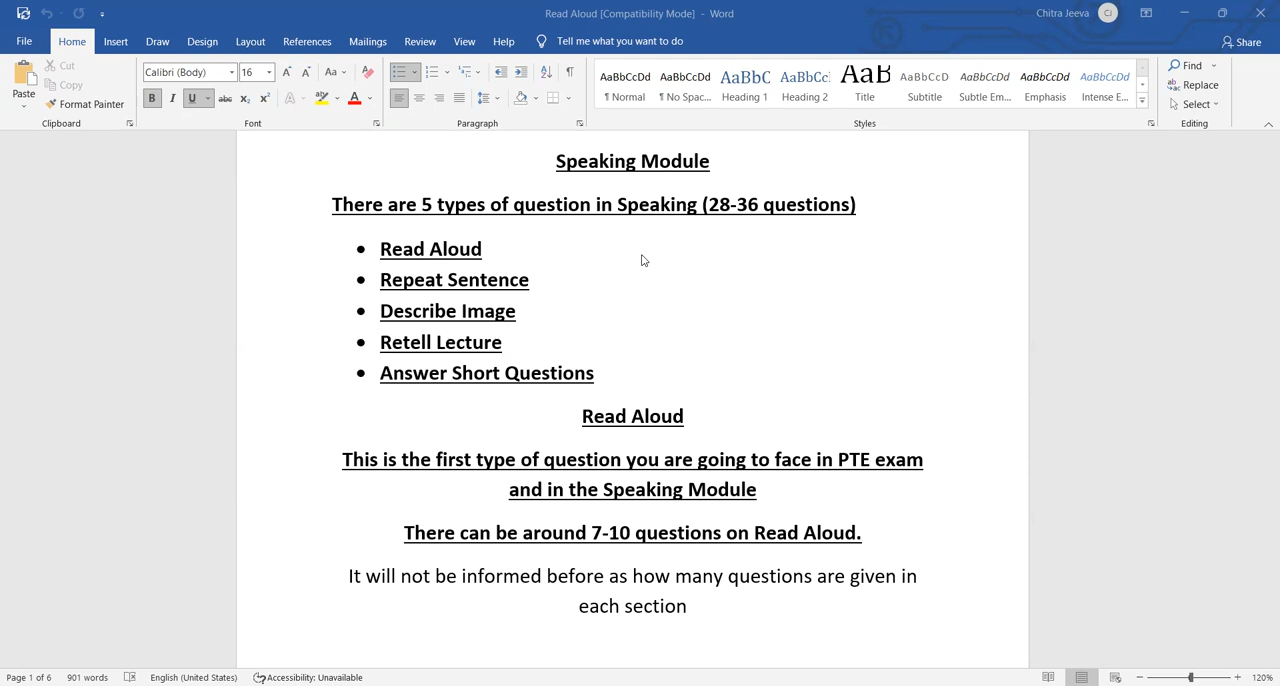 Read Aloud [Compatibility Mode] - Word
Chitra Jeeva
CJ
File Home Insert Draw Design Layout References Mailings Review View Help Tell me what you want to do Share
Paste
Cut
Copy
Format Painter
Clipboard
Calibri (Body) 16
Font
Paragraph
AaBbCcDd AaBbCcDd AaBbC AaBbCc AaB AaBbCcD AaBbCcDd AaBbCcDd AaBbCcDd
¶ Normal ¶ No Spac... Heading 1 Heading 2 Title Subtitle Subtle Em... Emphasis Intense E...
Styles
Find
Replace
Select
Editing
Speaking Module
There are 5 types of question in Speaking (28-36 questions)
• Read Aloud
• Repeat Sentence
• Describe Image
• Retell Lecture
• Answer Short Questions
Read Aloud
This is the first type of question you are going to face in PTE exam
and in the Speaking Module
There can be around 7-10 questions on Read Aloud.
It will not be informed before as how many questions are given in
each section
Page 1 of 6 901 words English (United States) Accessibility: Unavailable 120%